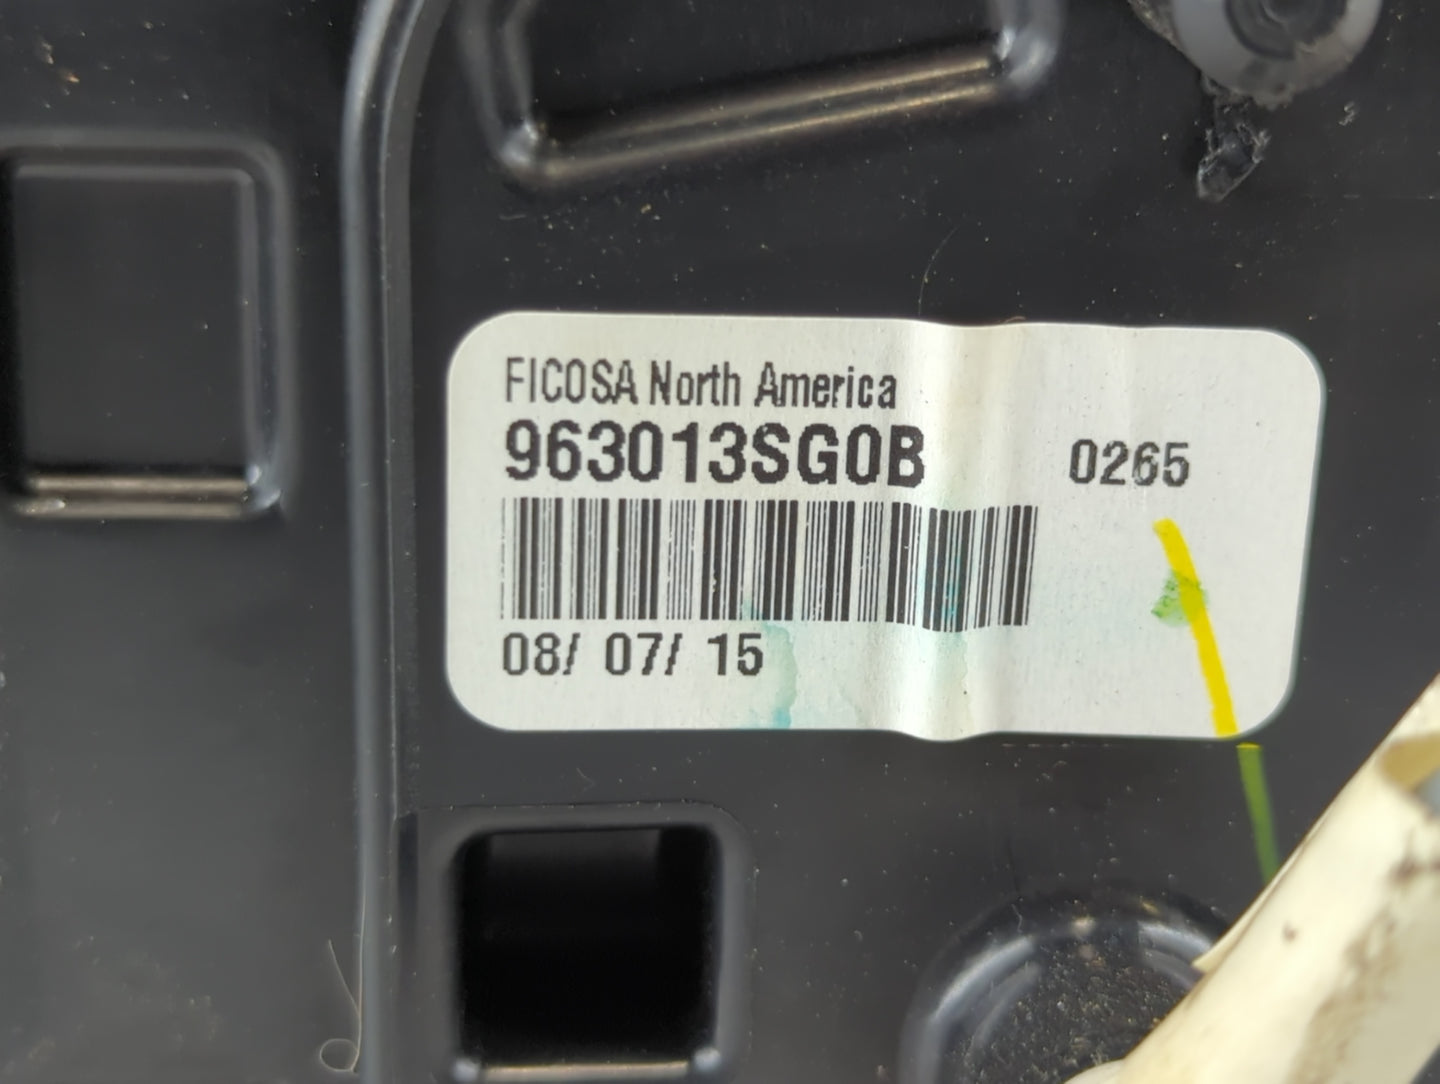 FICOSA North America
963013SG0B 0265
08/ 07/ 15